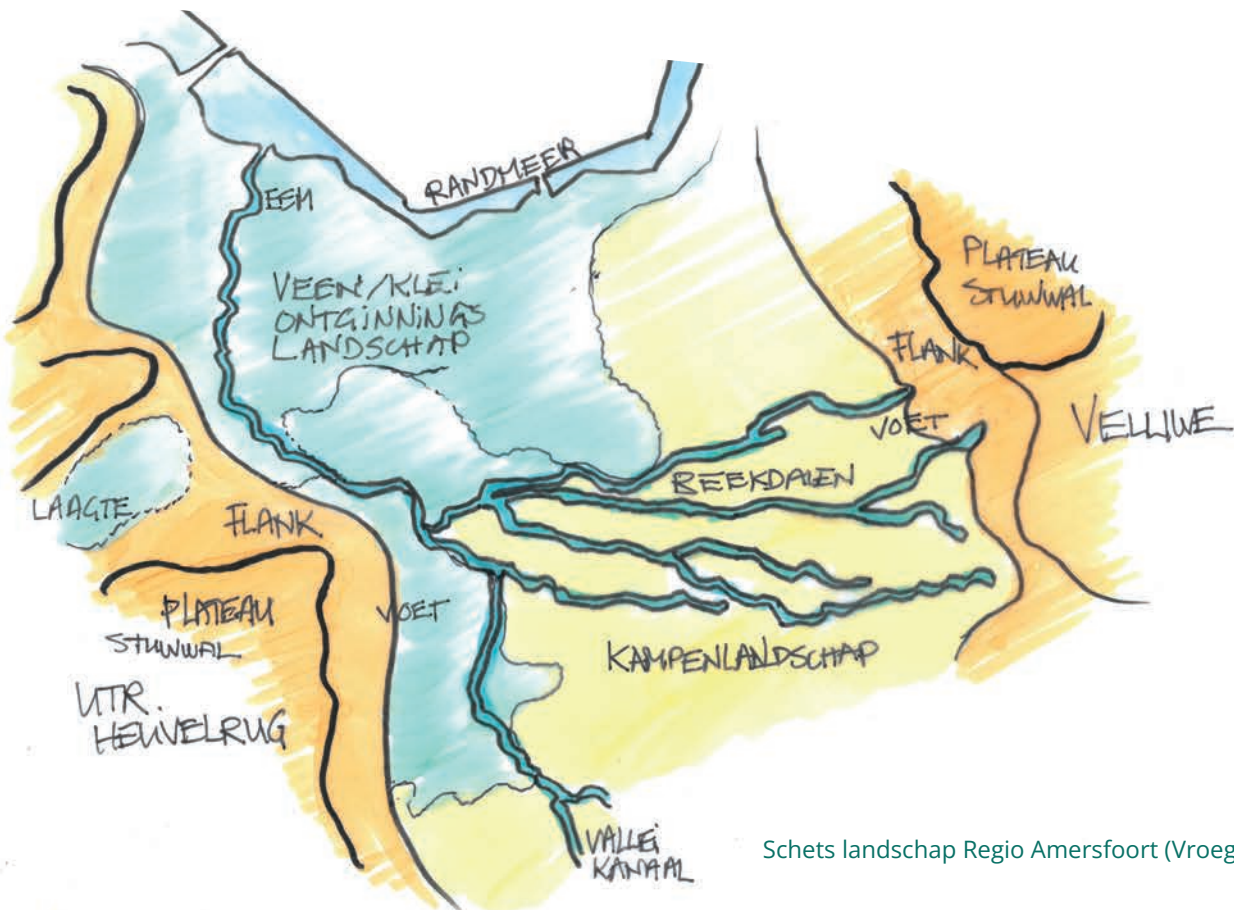 RANDMEER
EEM
VEEN/KLEI
ONTGINNINGS
LANDSCHAP
PLATEAU
STUWWAL
FLANK
VOET
VELUWE
BEEKDALEN
LAAGTE
FLANK.
PLATEAU
STUWWAL
VOET
KAMPENLANDSCHAP
UTR.
HEUVELRUG
VALLEI
KANAAL
Schets landschap Regio Amersfoort (Vroeg